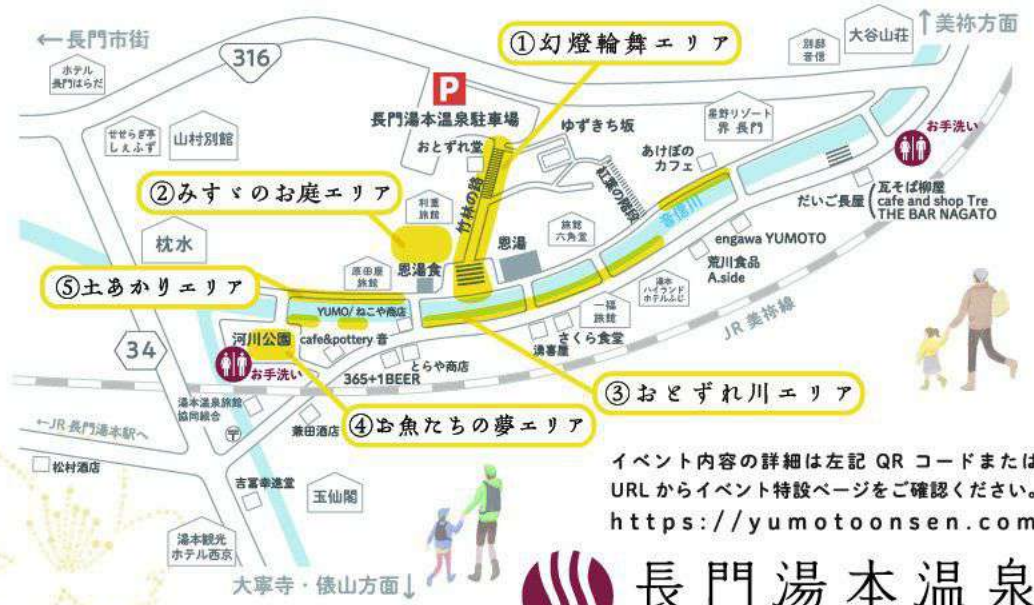 ←長門市街
316
①幻燈輪舞エリア
別邸
音信
大谷山荘
↑美祢方面
ホテル
長門はらだ
P
長門湯本温泉駐車場
せせらぎ亭
しぇふず
山村別館
おとずれ堂
ゆずきち坂
星野リゾート
界 長門
お手洗い
あけぼの
カフェ
②みすゞのお庭エリア
利重
旅館
竹林の路
紅葉の階段
だいご長屋
瓦そば柳屋
cafe and shop Tre
THE BAR NAGATO
音信川
枕水
旅館
六角堂
恩湯
engawa YUMOTO
原田屋
旅館
恩湯食
荒川食品
A.side
⑤土あかりエリア
湯本
ハイランド
ホテルふじ
YUMO/ねこや商店
一福
旅館
JR 美祢線
34
河川公園
cafe&pottery 音
さくら食堂
湧喜屋
お手洗い
とらや商店
365+1BEER
③おとずれ川エリア
湯本温泉旅館
協同組合
〒
④お魚たちの夢エリア
←JR 長門湯本駅へ
兼田酒店
松村酒店
吉冨幸進堂
玉仙閣
湯本観光
ホテル西京
大寧寺・俵山方面↓
イベント内容の詳細は左記 QR コードまたは
URL からイベント特設ページをご確認ください。
https://yumotoonsen.com
長門湯本温泉